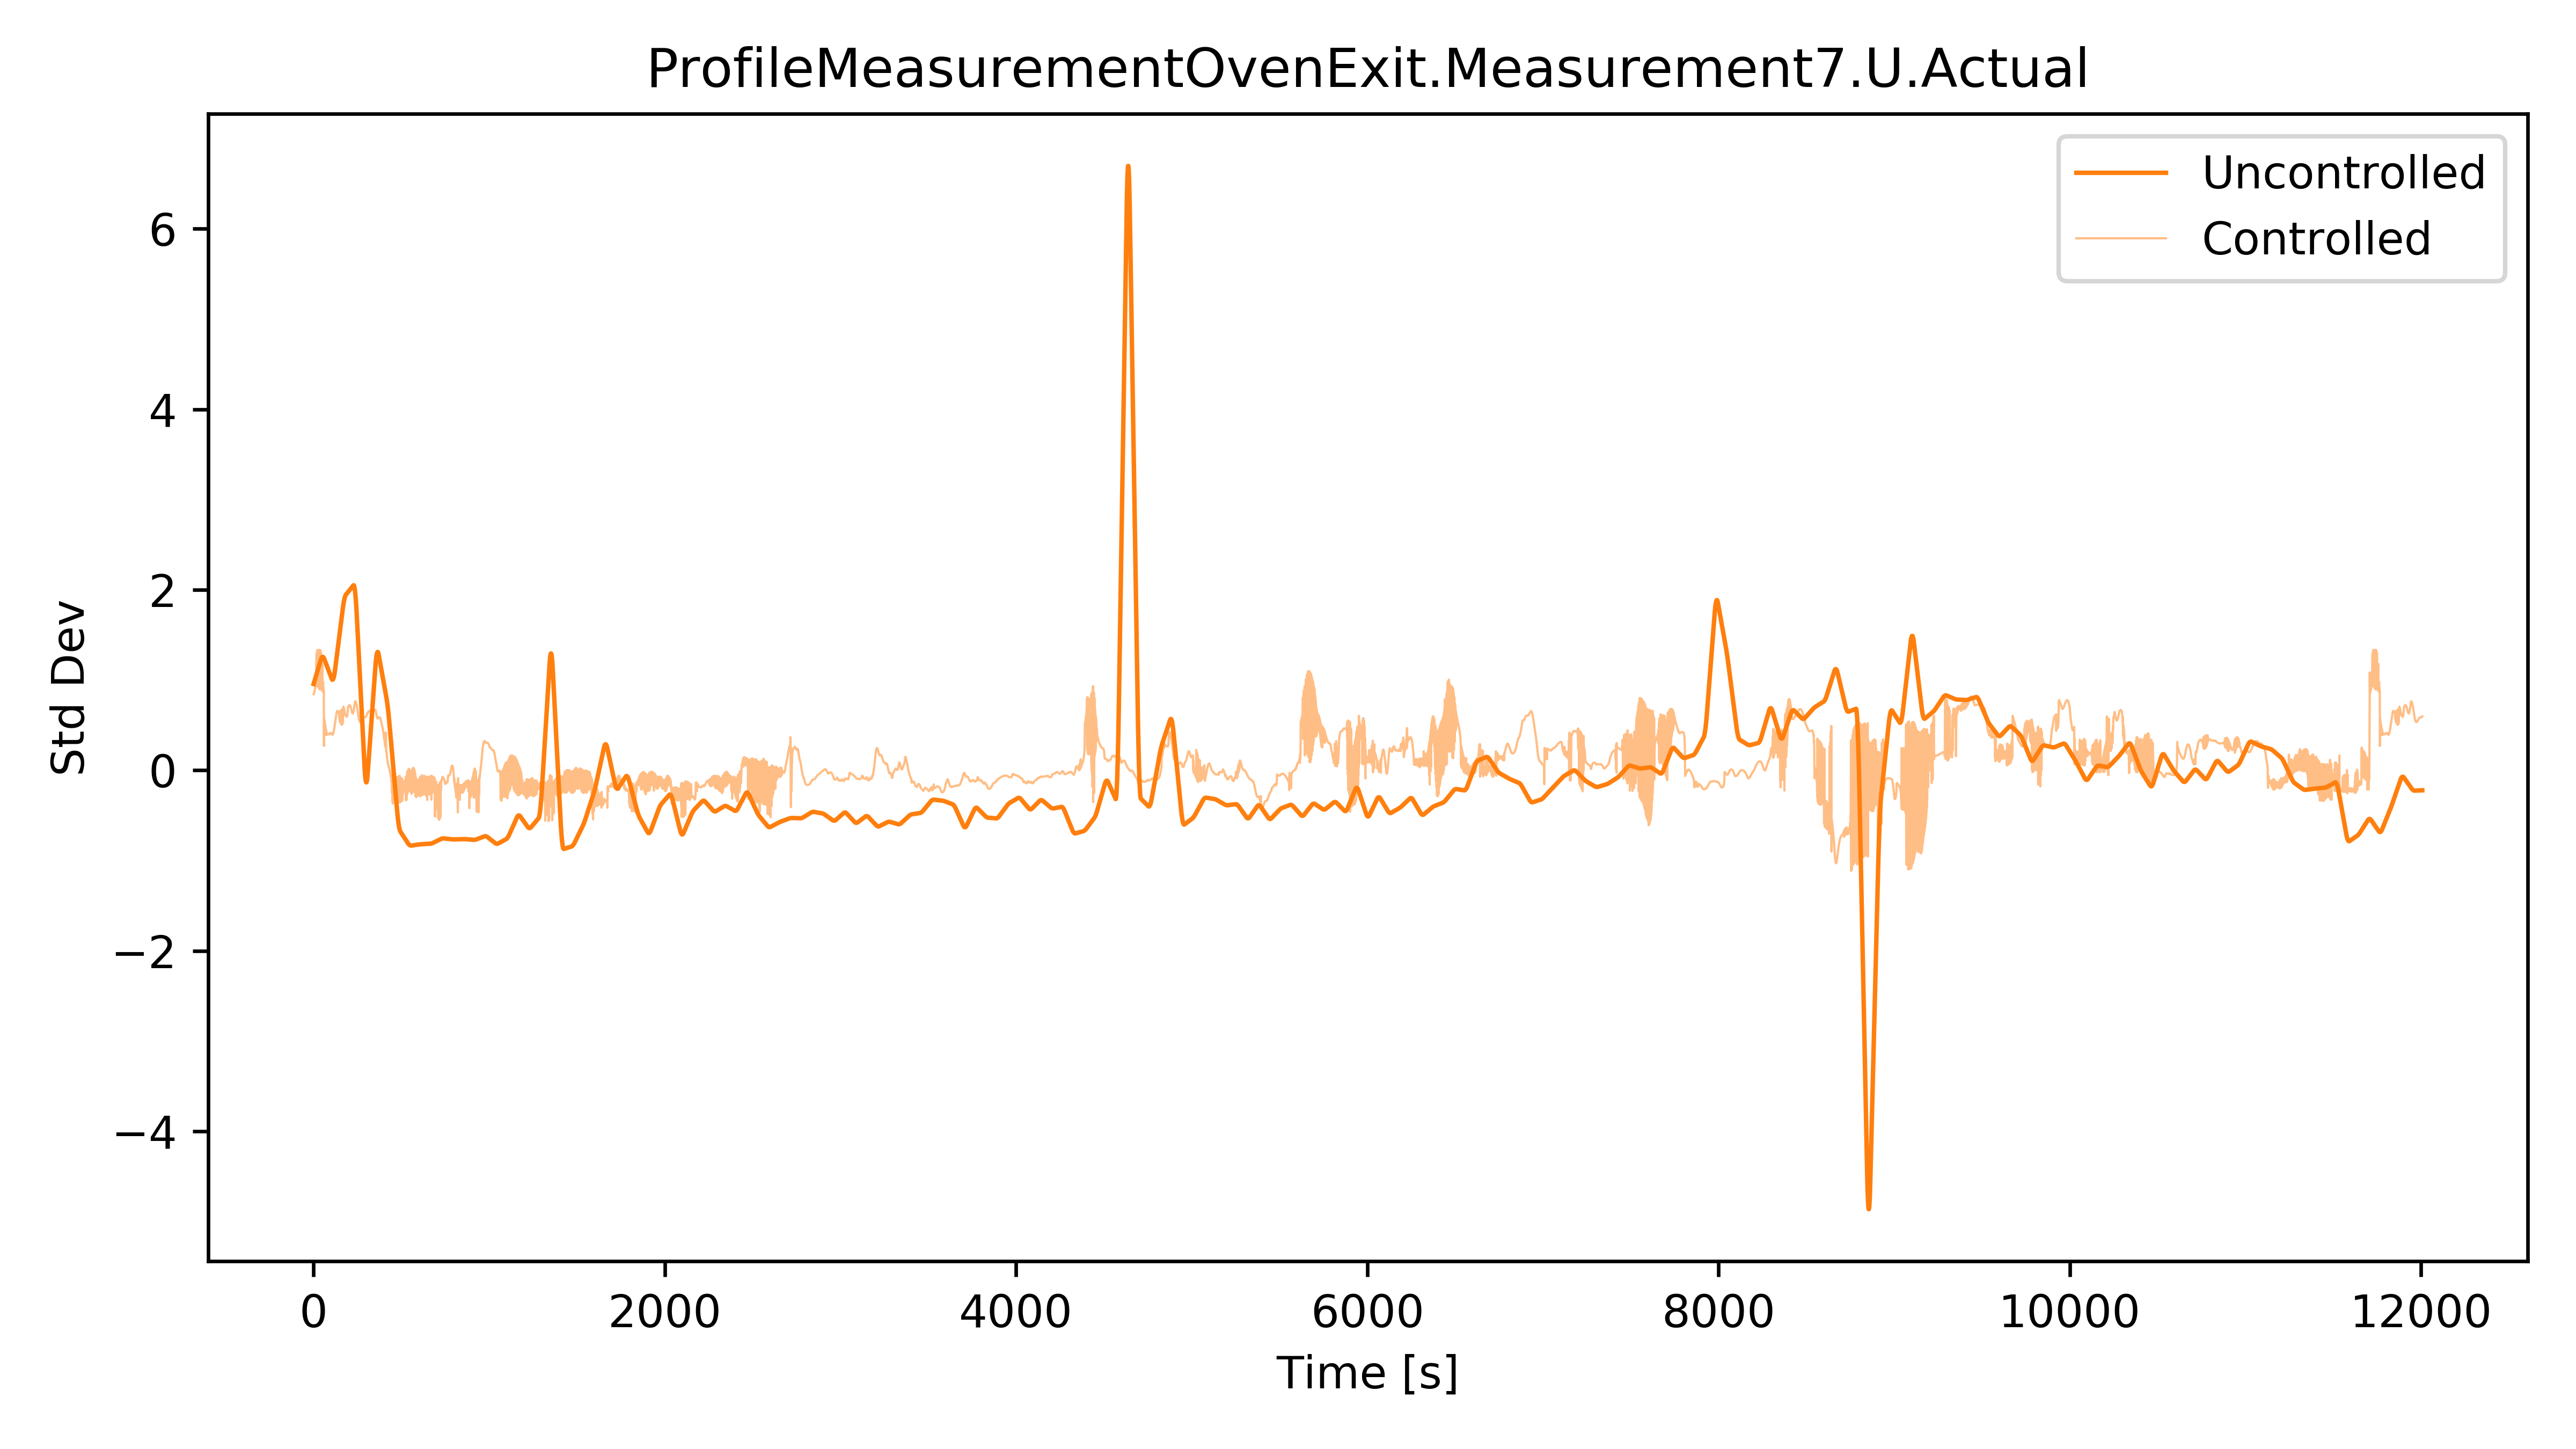 ProfileMeasurementOvenExit.Measurement7.U.Actual
Uncontrolled
Controlled
Std Dev
6
4
2
0
−2
−4
0 2000 4000 6000 8000 10000 12000
Time [s]